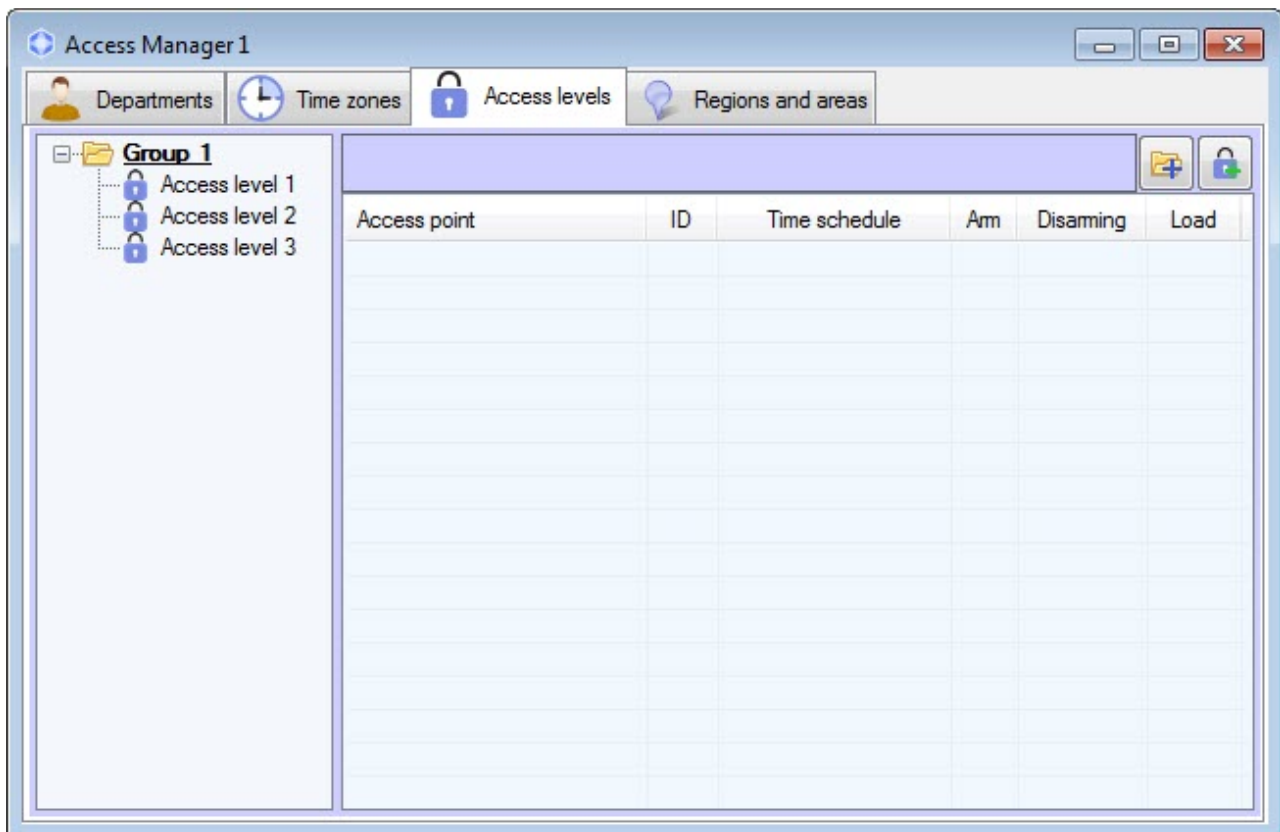 Access Manager 1
Departments Time zones Access levels Regions and areas
Group 1
Access level 1
Access level 2
Access level 3
Access point ID Time schedule Arm Disarming Load